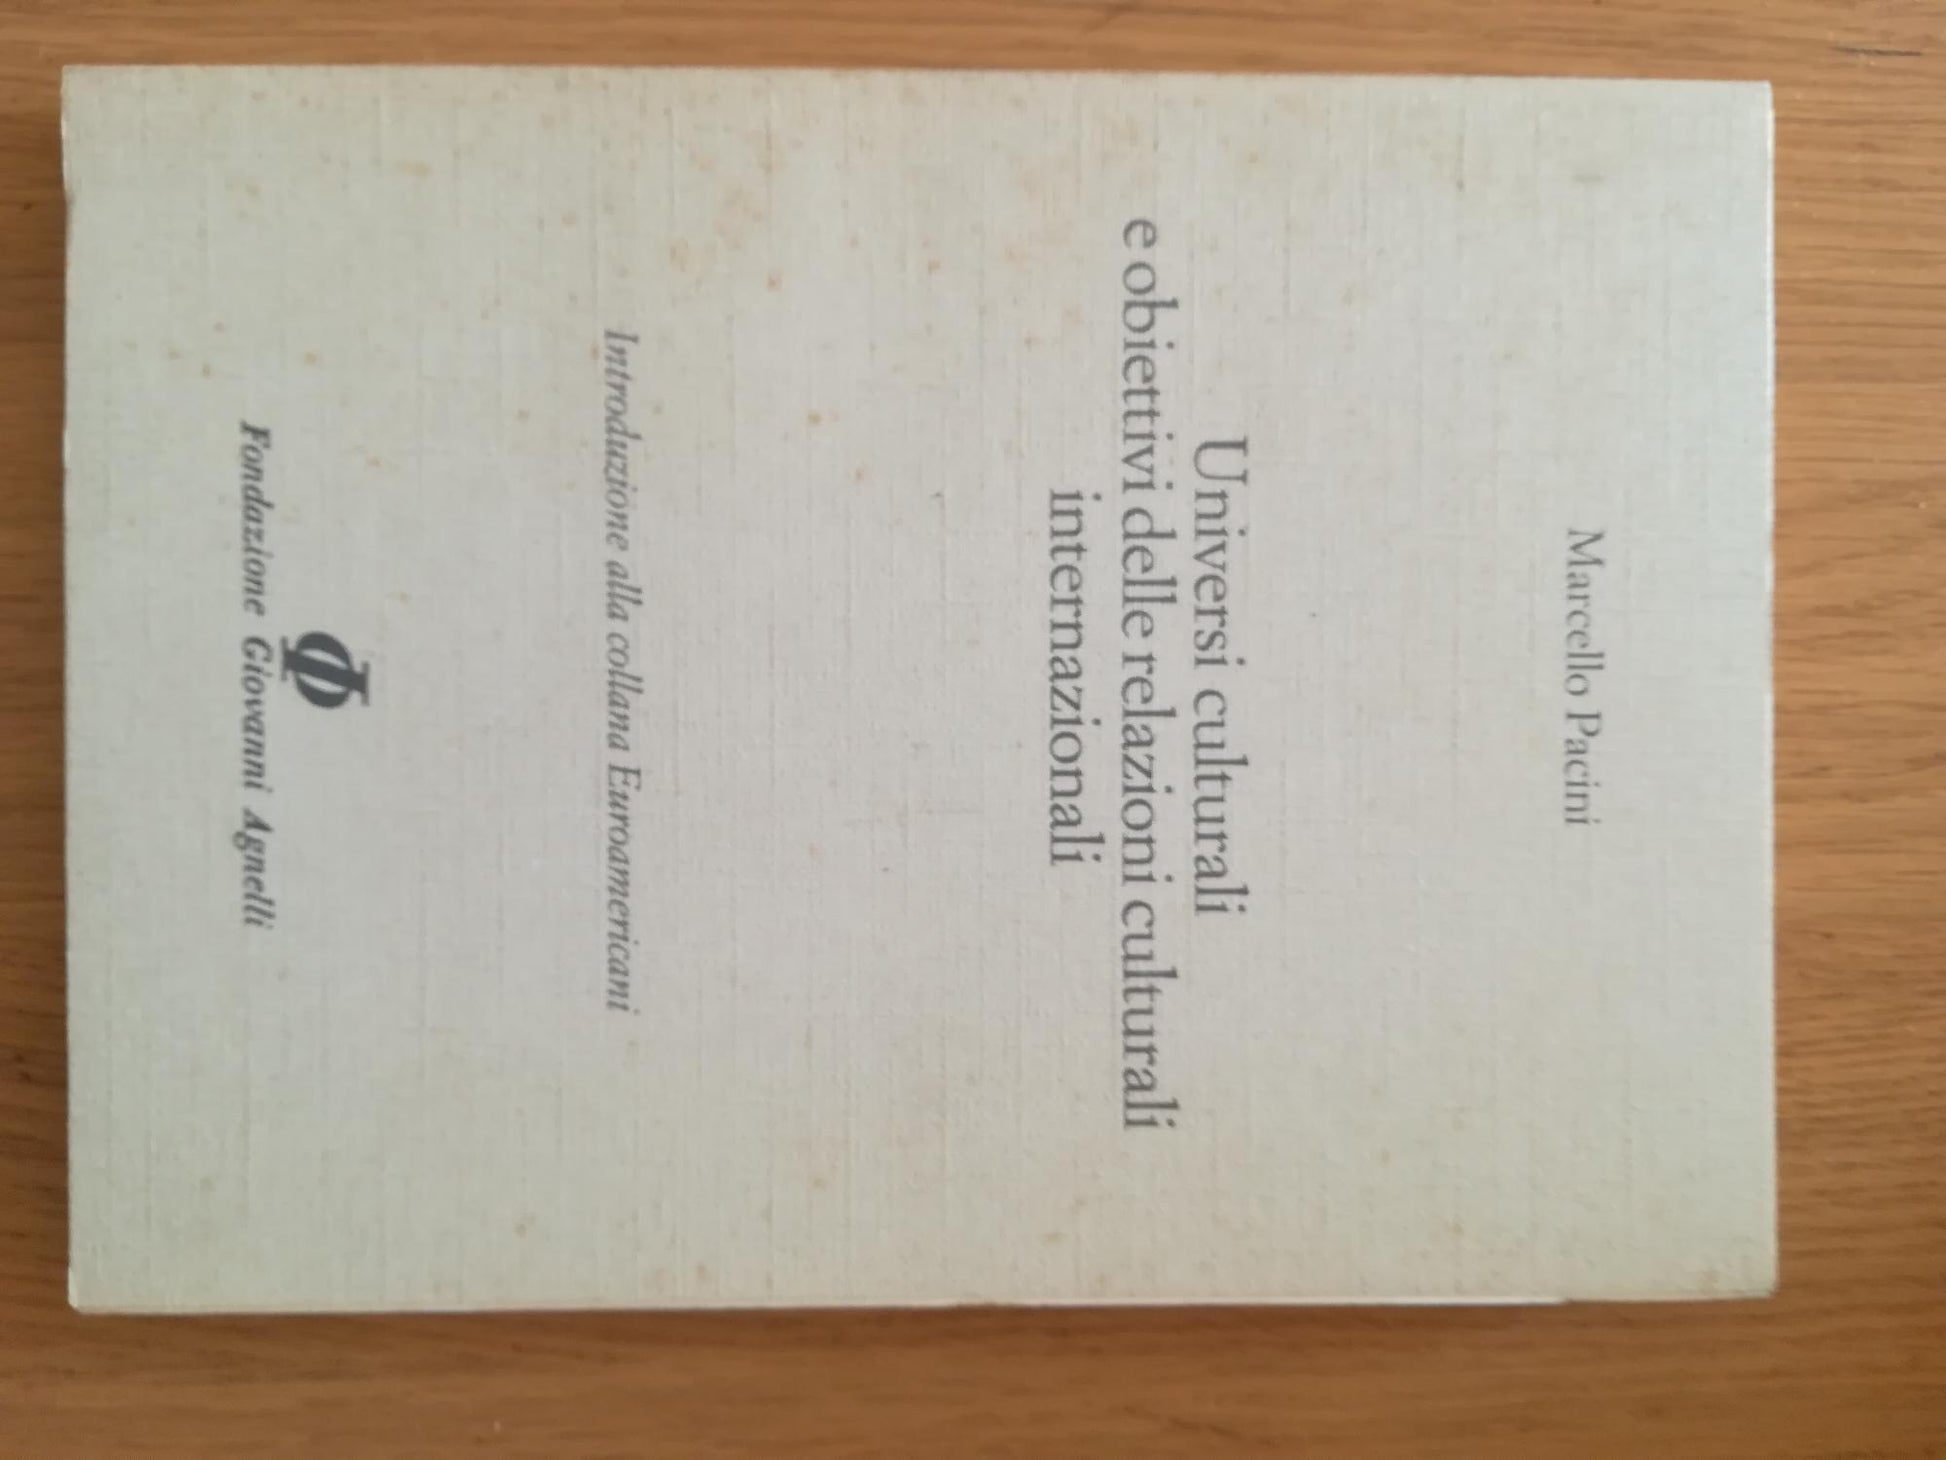 Marcello Pacini
Universi culturali
e obiettivi delle relazioni culturali
internazionali
Introduzione alla collana Euroamericani
Φ
Fondazione Giovanni Agnelli